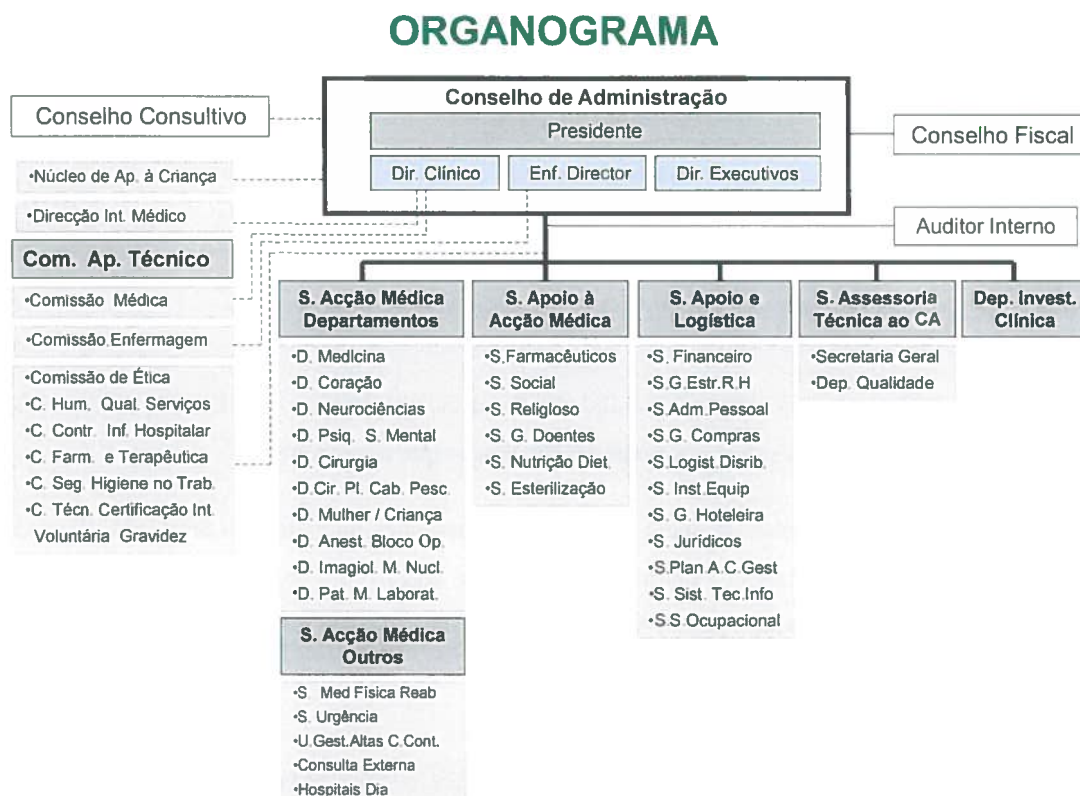 ORGANOGRAMA
Conselho Consultivo
Conselho de Administração
Presidente
Dir. Clínico
Enf. Director
Dir. Executivos
Conselho Fiscal
Auditor Interno
•Núcleo de Ap. à Criança
•Direcção Int. Médico
Com. Ap. Técnico
•Comissão Médica
•Comissão Enfermagem
•Comissão de Ética
•C. Hum. Qual. Serviços
•C. Contr. Inf. Hospitalar
•C. Farm. e Terapêutica
•C. Seg. Higiene no Trab.
•C. Técn. Certificação Int.
Voluntária Gravidez
S. Acção Médica
Departamentos
•D. Medicina
•D. Coração
•D. Neurociências
•D. Psiq. S. Mental
•D. Cirurgia
•D.Cir. Pl. Cab. Pesc.
•D. Mulher / Criança
•D. Anest. Bloco Op.
•D. Imagiol. M. Nucl.
•D. Pat. M. Laborat.
S. Acção Médica
Outros
•S. Med Física Reab
•S. Urgência
•U.Gest.Altas C.Cont.
•Consulta Externa
•Hospitais Dia
S. Apoio à
Acção Médica
•S.Farmacêuticos
•S. Social
•S. Religioso
•S. G. Doentes
•S. Nutrição Diet.
•S. Esterilização
S. Apoio e
Logística
•S. Financeiro
•S.G.Estr.R.H
•S.Adm.Pessoal
•S.G. Compras
•S.Logist.Disrib.
•S. Inst.Equip
•S. G. Hoteleira
•S. Jurídicos
•S.Plan A.C.Gest
•S. Sist. Tec.Info
•S.S.Ocupacional
S. Assessoria
Técnica ao CA
•Secretaria Geral
•Dep. Qualidade
Dep. Invest.
Clínica